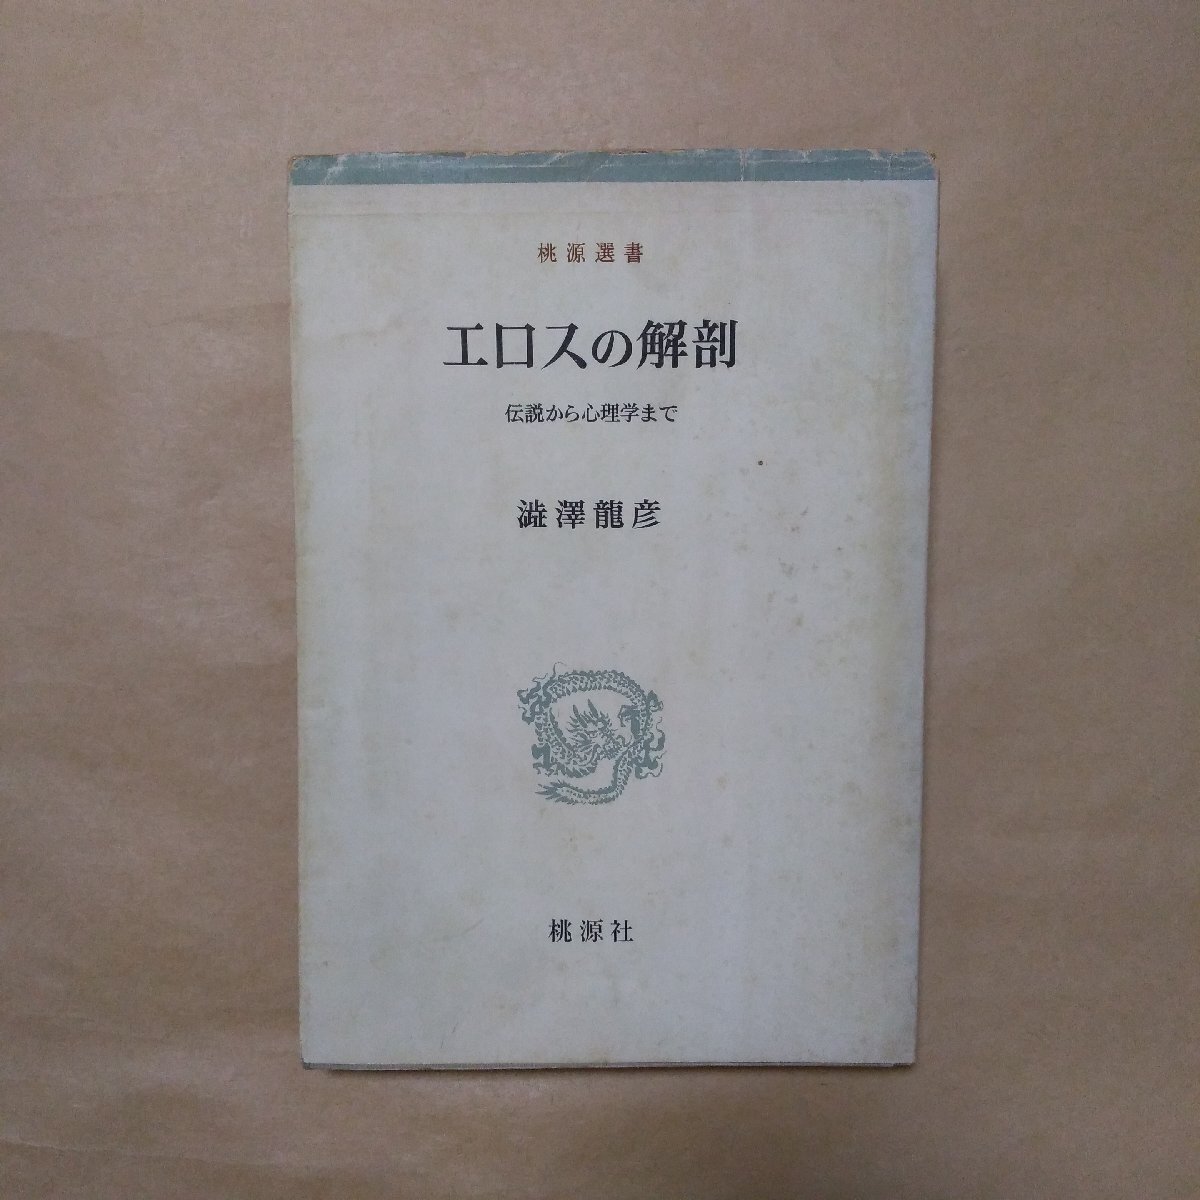 桃源選書
エロスの解剖
伝説から心理学まで
澁澤龍彦
桃源社